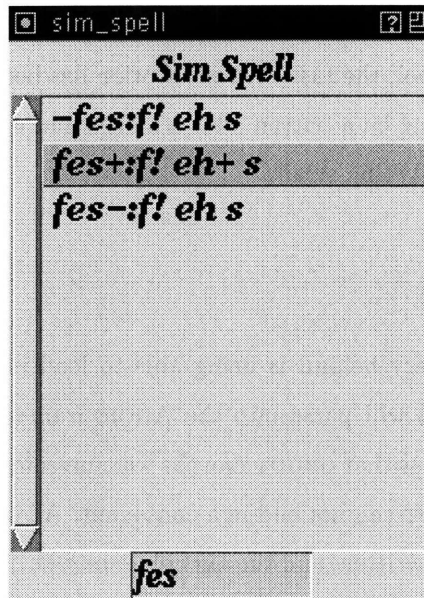 sim_spell
Sim Spell
-fes:f! eh s
fes+:f! eh+ s
fes-:f! eh s
fes